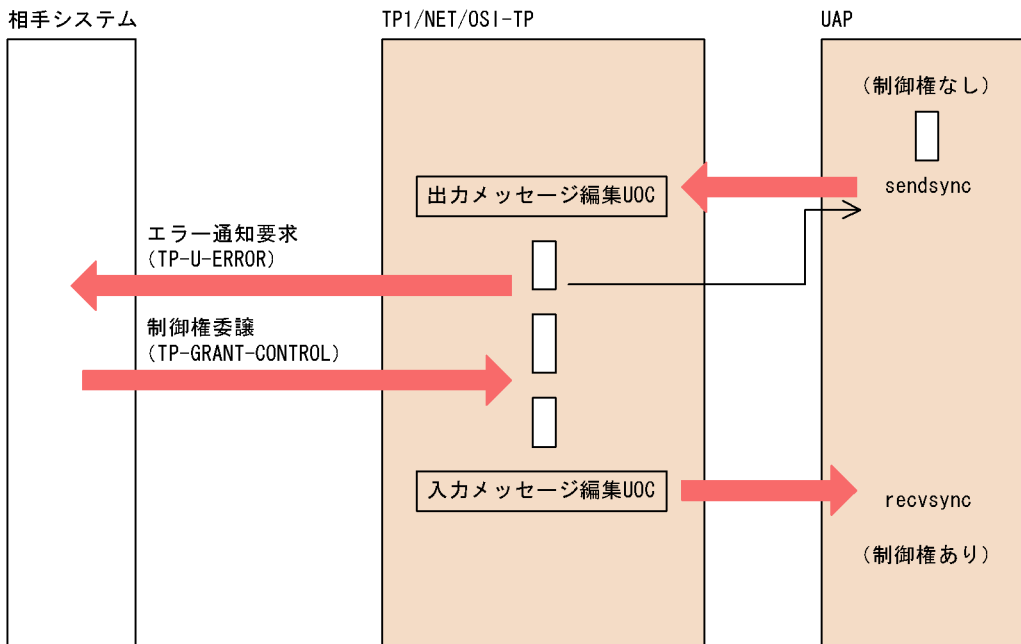 相手システム
TP1/NET/OSI-TP
UAP
(制御権なし)
sendsync
出力メッセージ編集UOC
エラー通知要求
(TP-U-ERROR)
制御権委譲
(TP-GRANT-CONTROL)
入力メッセージ編集UOC
recvsync
(制御権あり)